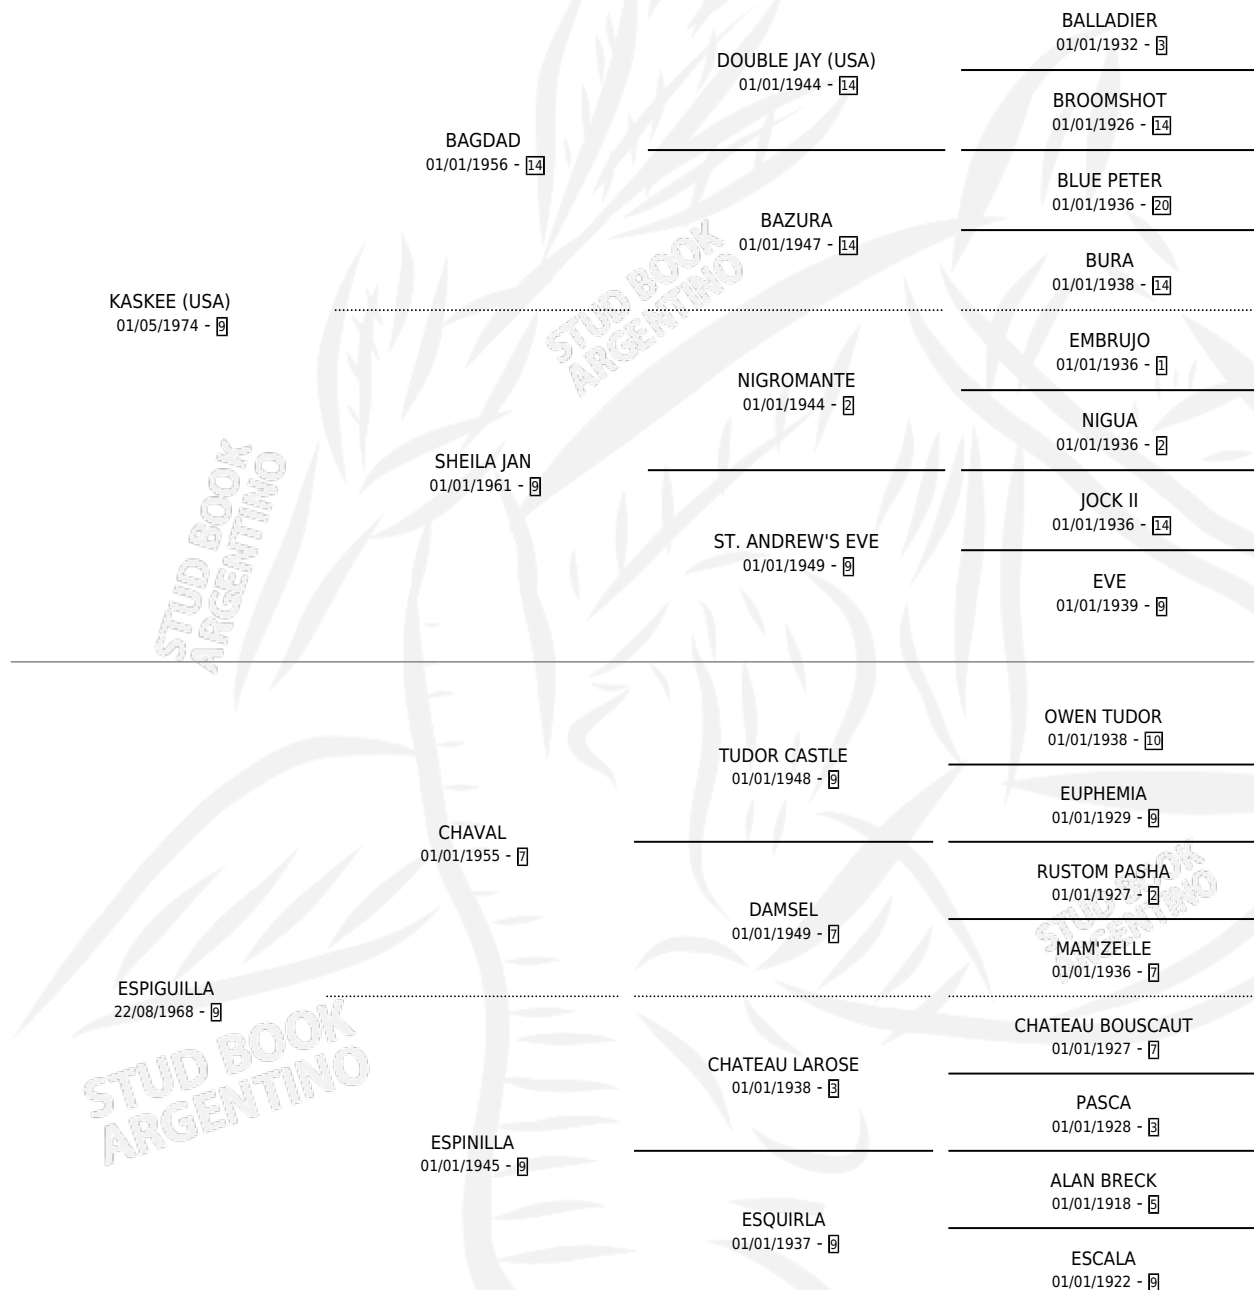 BALLADIER
01/01/1932 - 3
DOUBLE JAY (USA)
01/01/1944 - 14
BROOMSHOT
01/01/1926 - 14
BAGDAD
01/01/1956 - 14
BLUE PETER
01/01/1936 - 20
BAZURA
01/01/1947 - 14
BURA
01/01/1938 - 14
KASKEE (USA)
01/05/1974 - 9
STUD BOOK
ARGENTINO
EMBRUJO
01/01/1936 - 1
NIGROMANTE
01/01/1944 - 2
NIGUA
01/01/1936 - 2
SHEILA JAN
01/01/1961 - 9
JOCK II
01/01/1936 - 14
ST. ANDREW'S EVE
01/01/1949 - 9
EVE
01/01/1939 - 9
STUD BOOK
ARGENTINO
OWEN TUDOR
01/01/1938 - 10
TUDOR CASTLE
01/01/1948 - 9
EUPHEMIA
01/01/1929 - 9
CHAVAL
01/01/1955 - 7
RUSTOM PASHA
01/01/1927 - 2
DAMSEL
01/01/1949 - 7
MAM'ZELLE
01/01/1936 - 7
STUD BOOK
ARGENTINO
ESPIGUILLA
22/08/1968 - 9
CHATEAU BOUSCAUT
01/01/1927 - 7
CHATEAU LAROSE
01/01/1938 - 3
PASCA
01/01/1928 - 3
STUD BOOK
ARGENTINO
ESPINILLA
01/01/1945 - 9
ALAN BRECK
01/01/1918 - 5
ESQUIRLA
01/01/1937 - 9
ESCALA
01/01/1922 - 9